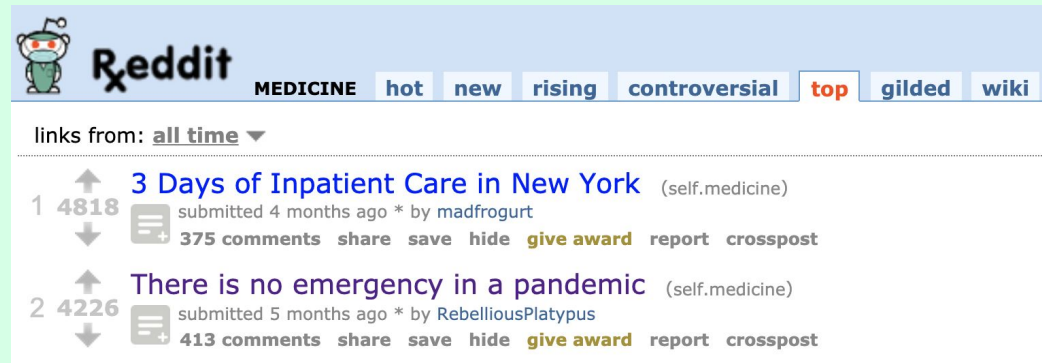 Reddit
MEDICINE hot new rising controversial top gilded wiki
links from: all time
1 4818 3 Days of Inpatient Care in New York (self.medicine)
submitted 4 months ago * by madfrogurt
375 comments share save hide give award report crosspost
2 4226 There is no emergency in a pandemic (self.medicine)
submitted 5 months ago * by RebelliousPlatypus
413 comments share save hide give award report crosspost